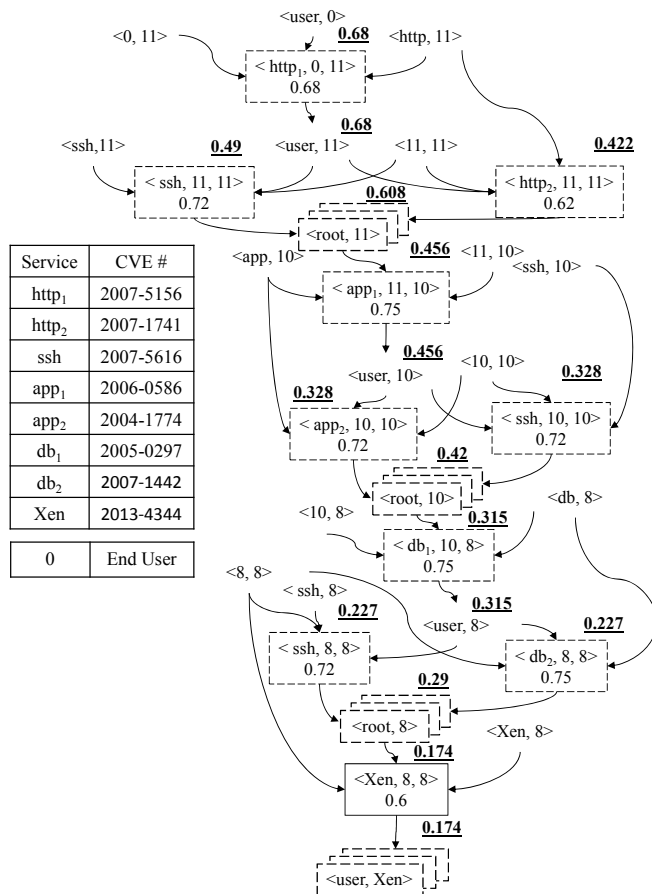 <user, 0>
<0, 11>
0.68
<http, 11>
< http1, 0, 11>
0.68
0.68
<ssh,11>
0.49
<user, 11>
<11, 11>
0.422
< ssh, 11, 11>
0.72
< http2, 11, 11>
0.62
0.608
<root, 11>
<app, 10>
0.456
<11, 10>
<ssh, 10>
< app1, 11, 10>
0.75
Service CVE #
http1 2007-5156
http2 2007-1741
ssh 2007-5616
app1 2006-0586
app2 2004-1774
db1 2005-0297
db2 2007-1442
Xen 2013-4344
0 End User
0.456
<user, 10>
<10, 10>
0.328
0.328
< app2, 10, 10>
0.72
< ssh, 10, 10>
0.72
0.42
<root, 10>
<10, 8>
0.315
<db, 8>
< db1, 10, 8>
0.75
<8, 8>
< ssh, 8>
0.315
0.227
<user, 8>
0.227
< ssh, 8, 8>
0.72
< db2, 8, 8>
0.75
0.29
<root, 8>
<Xen, 8>
0.174
<Xen, 8, 8>
0.6
0.174
<user, Xen>